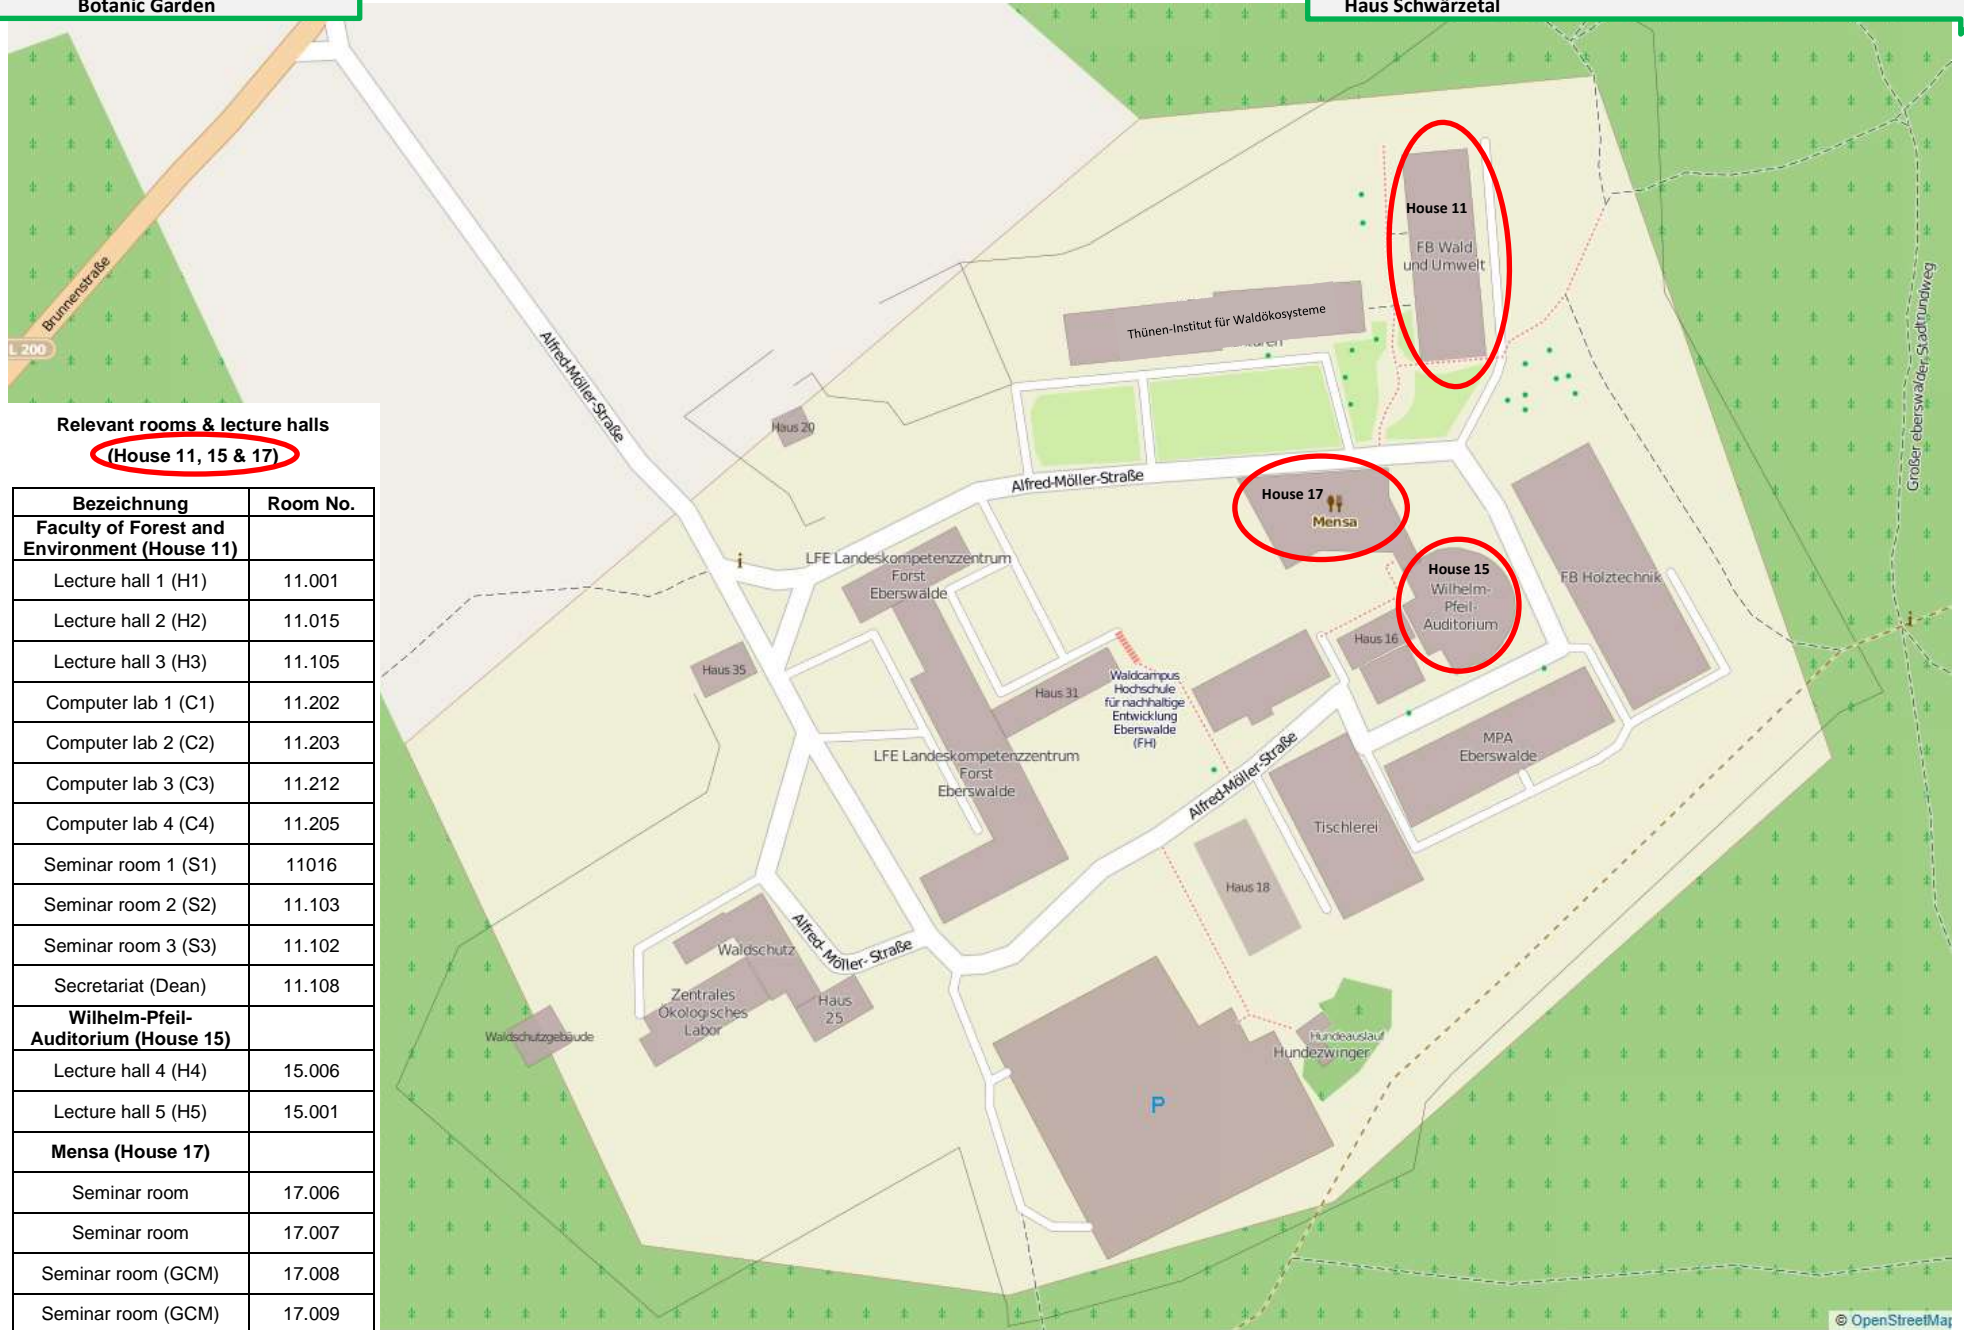 Botanic Garden
Haus Schwärzetal
Brunnenstraße
L 200
Alfred-Möller-Straße
House 11
FB Wald
und Umwelt
Thünen-Institut für Waldökosysteme
Großer eberswalder Stadtrundweg
Haus 20
Alfred-Möller-Straße
House 17
Mensa
House 15
Wilhelm-
Pfeil-
Auditorium
FB Holztechnik
Haus 16
LFE Landeskompetenzzentrum
Forst
Eberswalde
i
i
Haus 35
Haus 31
Waldcampus
Hochschule
für nachhaltige
Entwicklung
Eberswalde
(FH)
LFE Landeskompetenzzentrum
Forst
Eberswalde
MPA
Eberswalde
Alfred-Möller-Straße
Tischlerei
Haus 18
Waldschutz
Alfred- Möller- Straße
Zentrales
Ökologisches
Labor
Haus
25
Waldschutzgebäude
Hundeauslauf
Hundezwinger
P
© OpenStreetMap
Relevant rooms & lecture halls
(House 11, 15 & 17)
Bezeichnung Room No.
Faculty of Forest and
Environment (House 11)
Lecture hall 1 (H1) 11.001
Lecture hall 2 (H2) 11.015
Lecture hall 3 (H3) 11.105
Computer lab 1 (C1) 11.202
Computer lab 2 (C2) 11.203
Computer lab 3 (C3) 11.212
Computer lab 4 (C4) 11.205
Seminar room 1 (S1) 11016
Seminar room 2 (S2) 11.103
Seminar room 3 (S3) 11.102
Secretariat (Dean) 11.108
Wilhelm-Pfeil-
Auditorium (House 15)
Lecture hall 4 (H4) 15.006
Lecture hall 5 (H5) 15.001
Mensa (House 17)
Seminar room 17.006
Seminar room 17.007
Seminar room (GCM) 17.008
Seminar room (GCM) 17.009